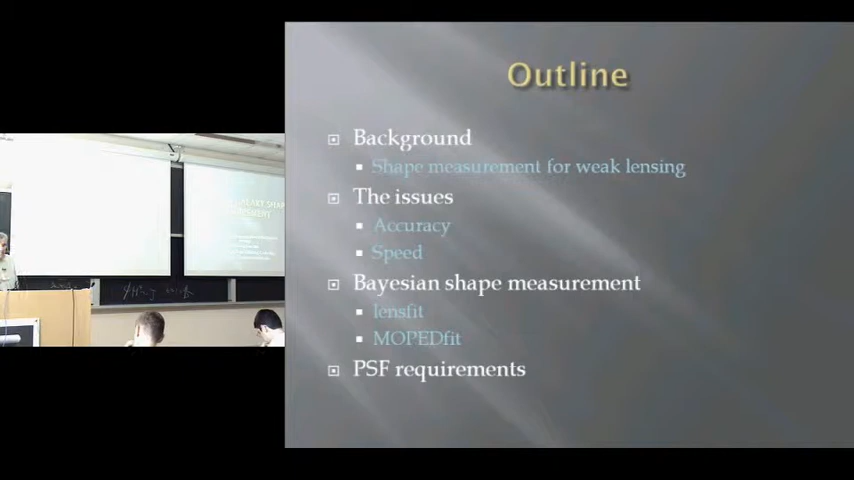 Outline
Background
Shape measurement for weak lensing
The issues
Accuracy
Speed
Bayesian shape measurement
lensfit
MOPEDfit
PSF requirements